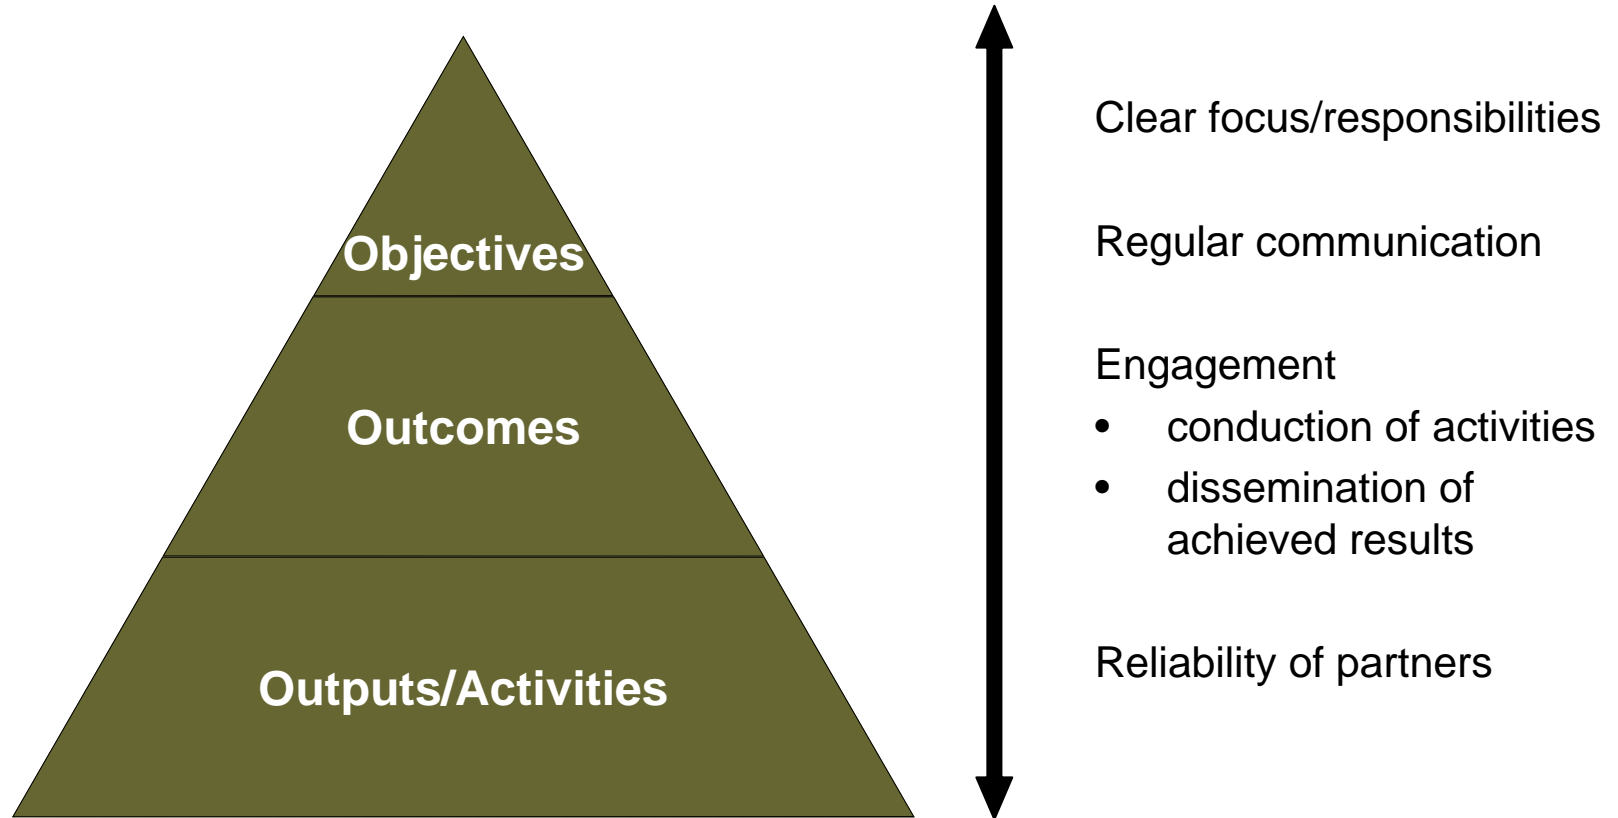 Objectives
Outcomes
Outputs/Activities
Clear focus/responsibilities
Regular communication
Engagement
• conduction of activities
• dissemination of
achieved results
Reliability of partners